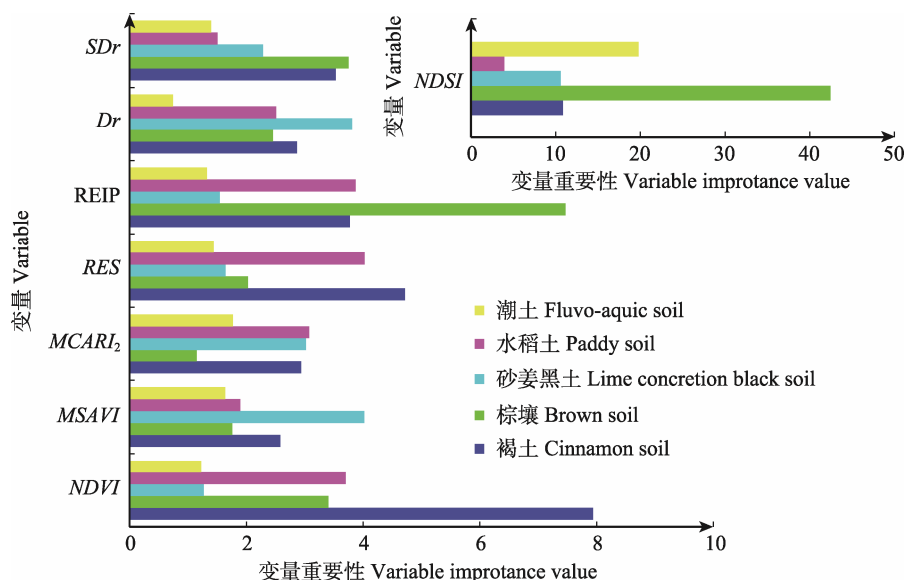 SDr
Dr
REIP
RES
MCARI₂
MSAVI
NDVI
变量 Variable
0 2 4 6 8 10
变量重要性 Variable improtance value
变量 Variable
NDSI
0 10 20 30 40 50
变量重要性 Variable improtance value
潮土 Fluvo-aquic soil
水稻土 Paddy soil
砂姜黑土 Lime concretion black soil
棕壤 Brown soil
褐土 Cinnamon soil